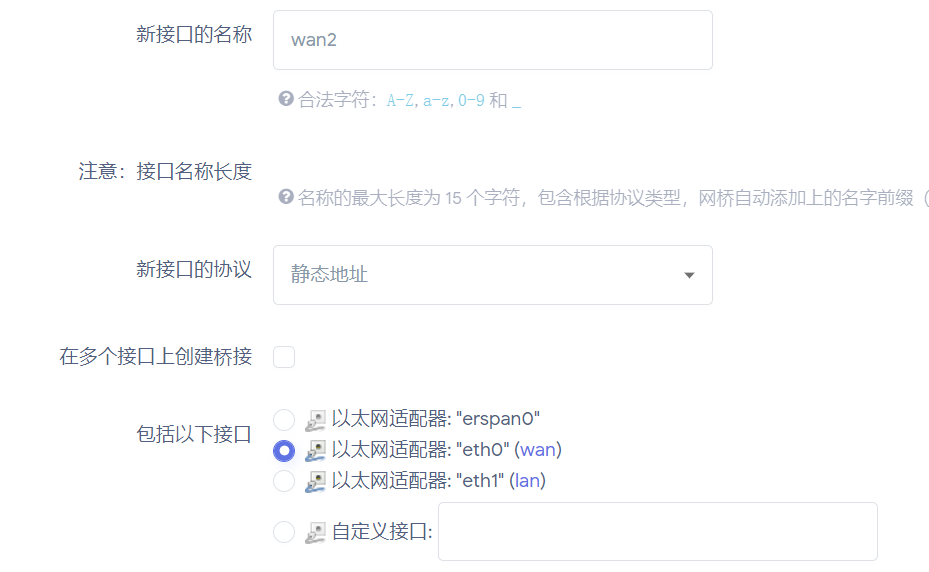 新接口的名称 wan2
合法字符：A-Z,a-z,0-9 和 _
注意：接口名称长度
名称的最大长度为 15 个字符，包含根据协议类型，网桥自动添加上的名字前缀（
新接口的协议 静态地址
在多个接口上创建桥接
包括以下接口
以太网适配器: "erspan0"
以太网适配器: "eth0" (wan)
以太网适配器: "eth1" (lan)
自定义接口: